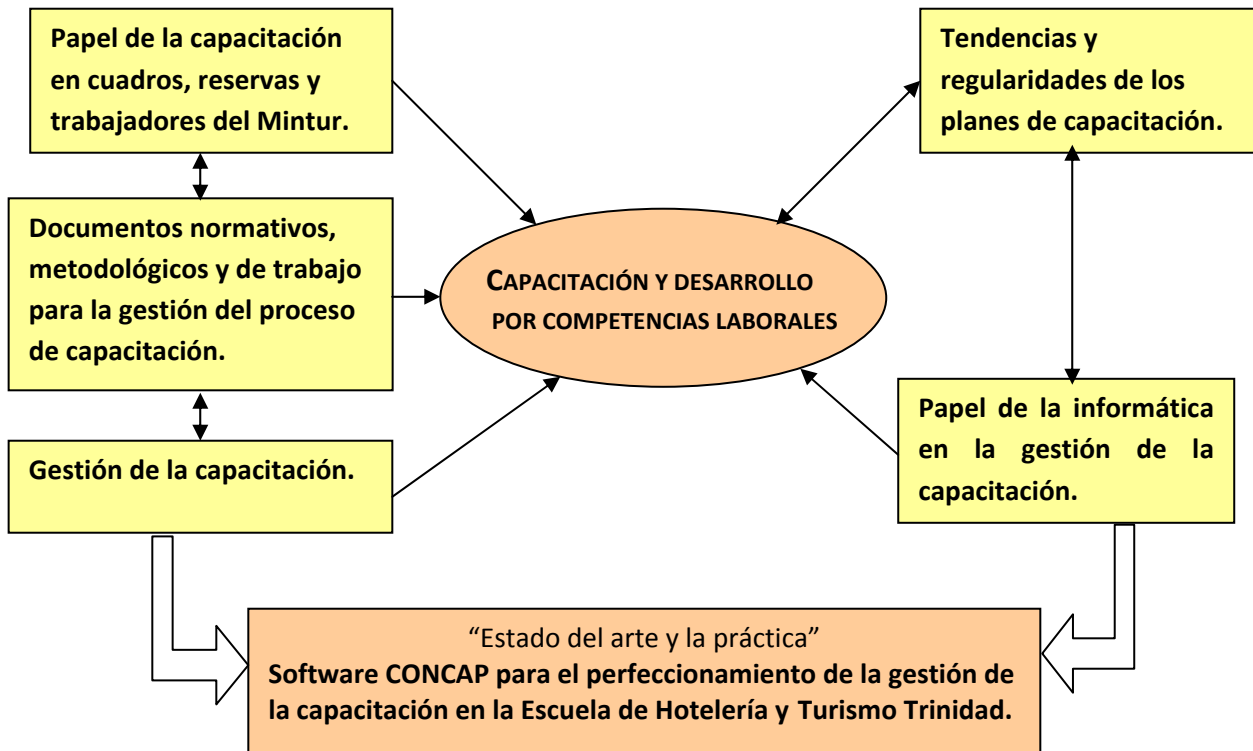 Papel de la capacitación
en cuadros, reservas y
trabajadores del Mintur.
Documentos normativos,
metodológicos y de trabajo
para la gestión del proceso
de capacitación.
Gestión de la capacitación.
CAPACITACIÓN Y DESARROLLO
POR COMPETENCIAS LABORALES
Tendencias y
regularidades de los
planes de capacitación.
Papel de la informática
en la gestión de la
capacitación.
“Estado del arte y la práctica”
Software CONCAP para el perfeccionamiento de la gestión de
la capacitación en la Escuela de Hotelería y Turismo Trinidad.